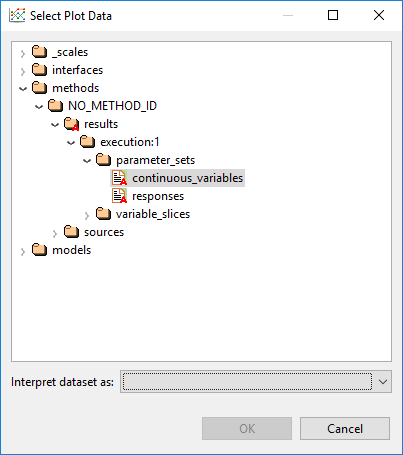 Select Plot Data
_scales
interfaces
methods
NO_METHOD_ID
results
execution:1
parameter_sets
continuous_variables
responses
variable_slices
sources
models
Interpret dataset as:
OK Cancel